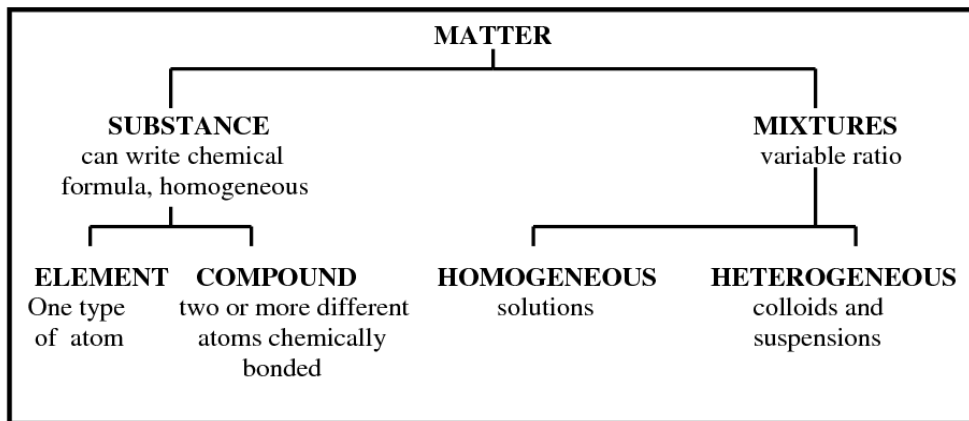 MATTER
SUBSTANCE
can write chemical
formula, homogeneous
MIXTURES
variable ratio
ELEMENT
One type
of atom
COMPOUND
two or more different
atoms chemically
bonded
HOMOGENEOUS
solutions
HETEROGENEOUS
colloids and
suspensions